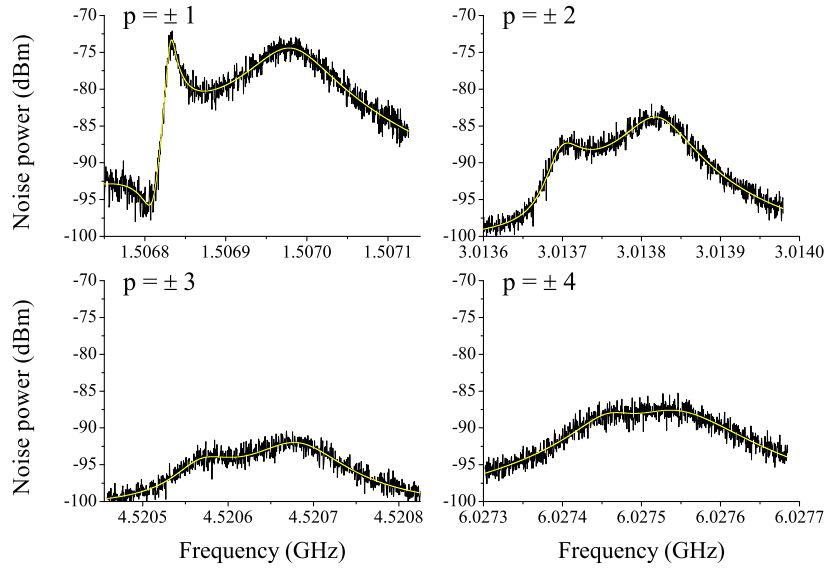 p = ± 1
p = ± 2
Noise power (dBm)
-70
-75
-80
-85
-90
-95
-100
1.5068 1.5069 1.5070 1.5071
-70
-75
-80
-85
-90
-95
-100
3.0136 3.0137 3.0138 3.0139 3.0140
p = ± 3
p = ± 4
Noise power (dBm)
-70
-75
-80
-85
-90
-95
-100
4.5205 4.5206 4.5207 4.5208
-70
-75
-80
-85
-90
-95
-100
6.0273 6.0274 6.0275 6.0276 6.0277
Frequency (GHz)
Frequency (GHz)